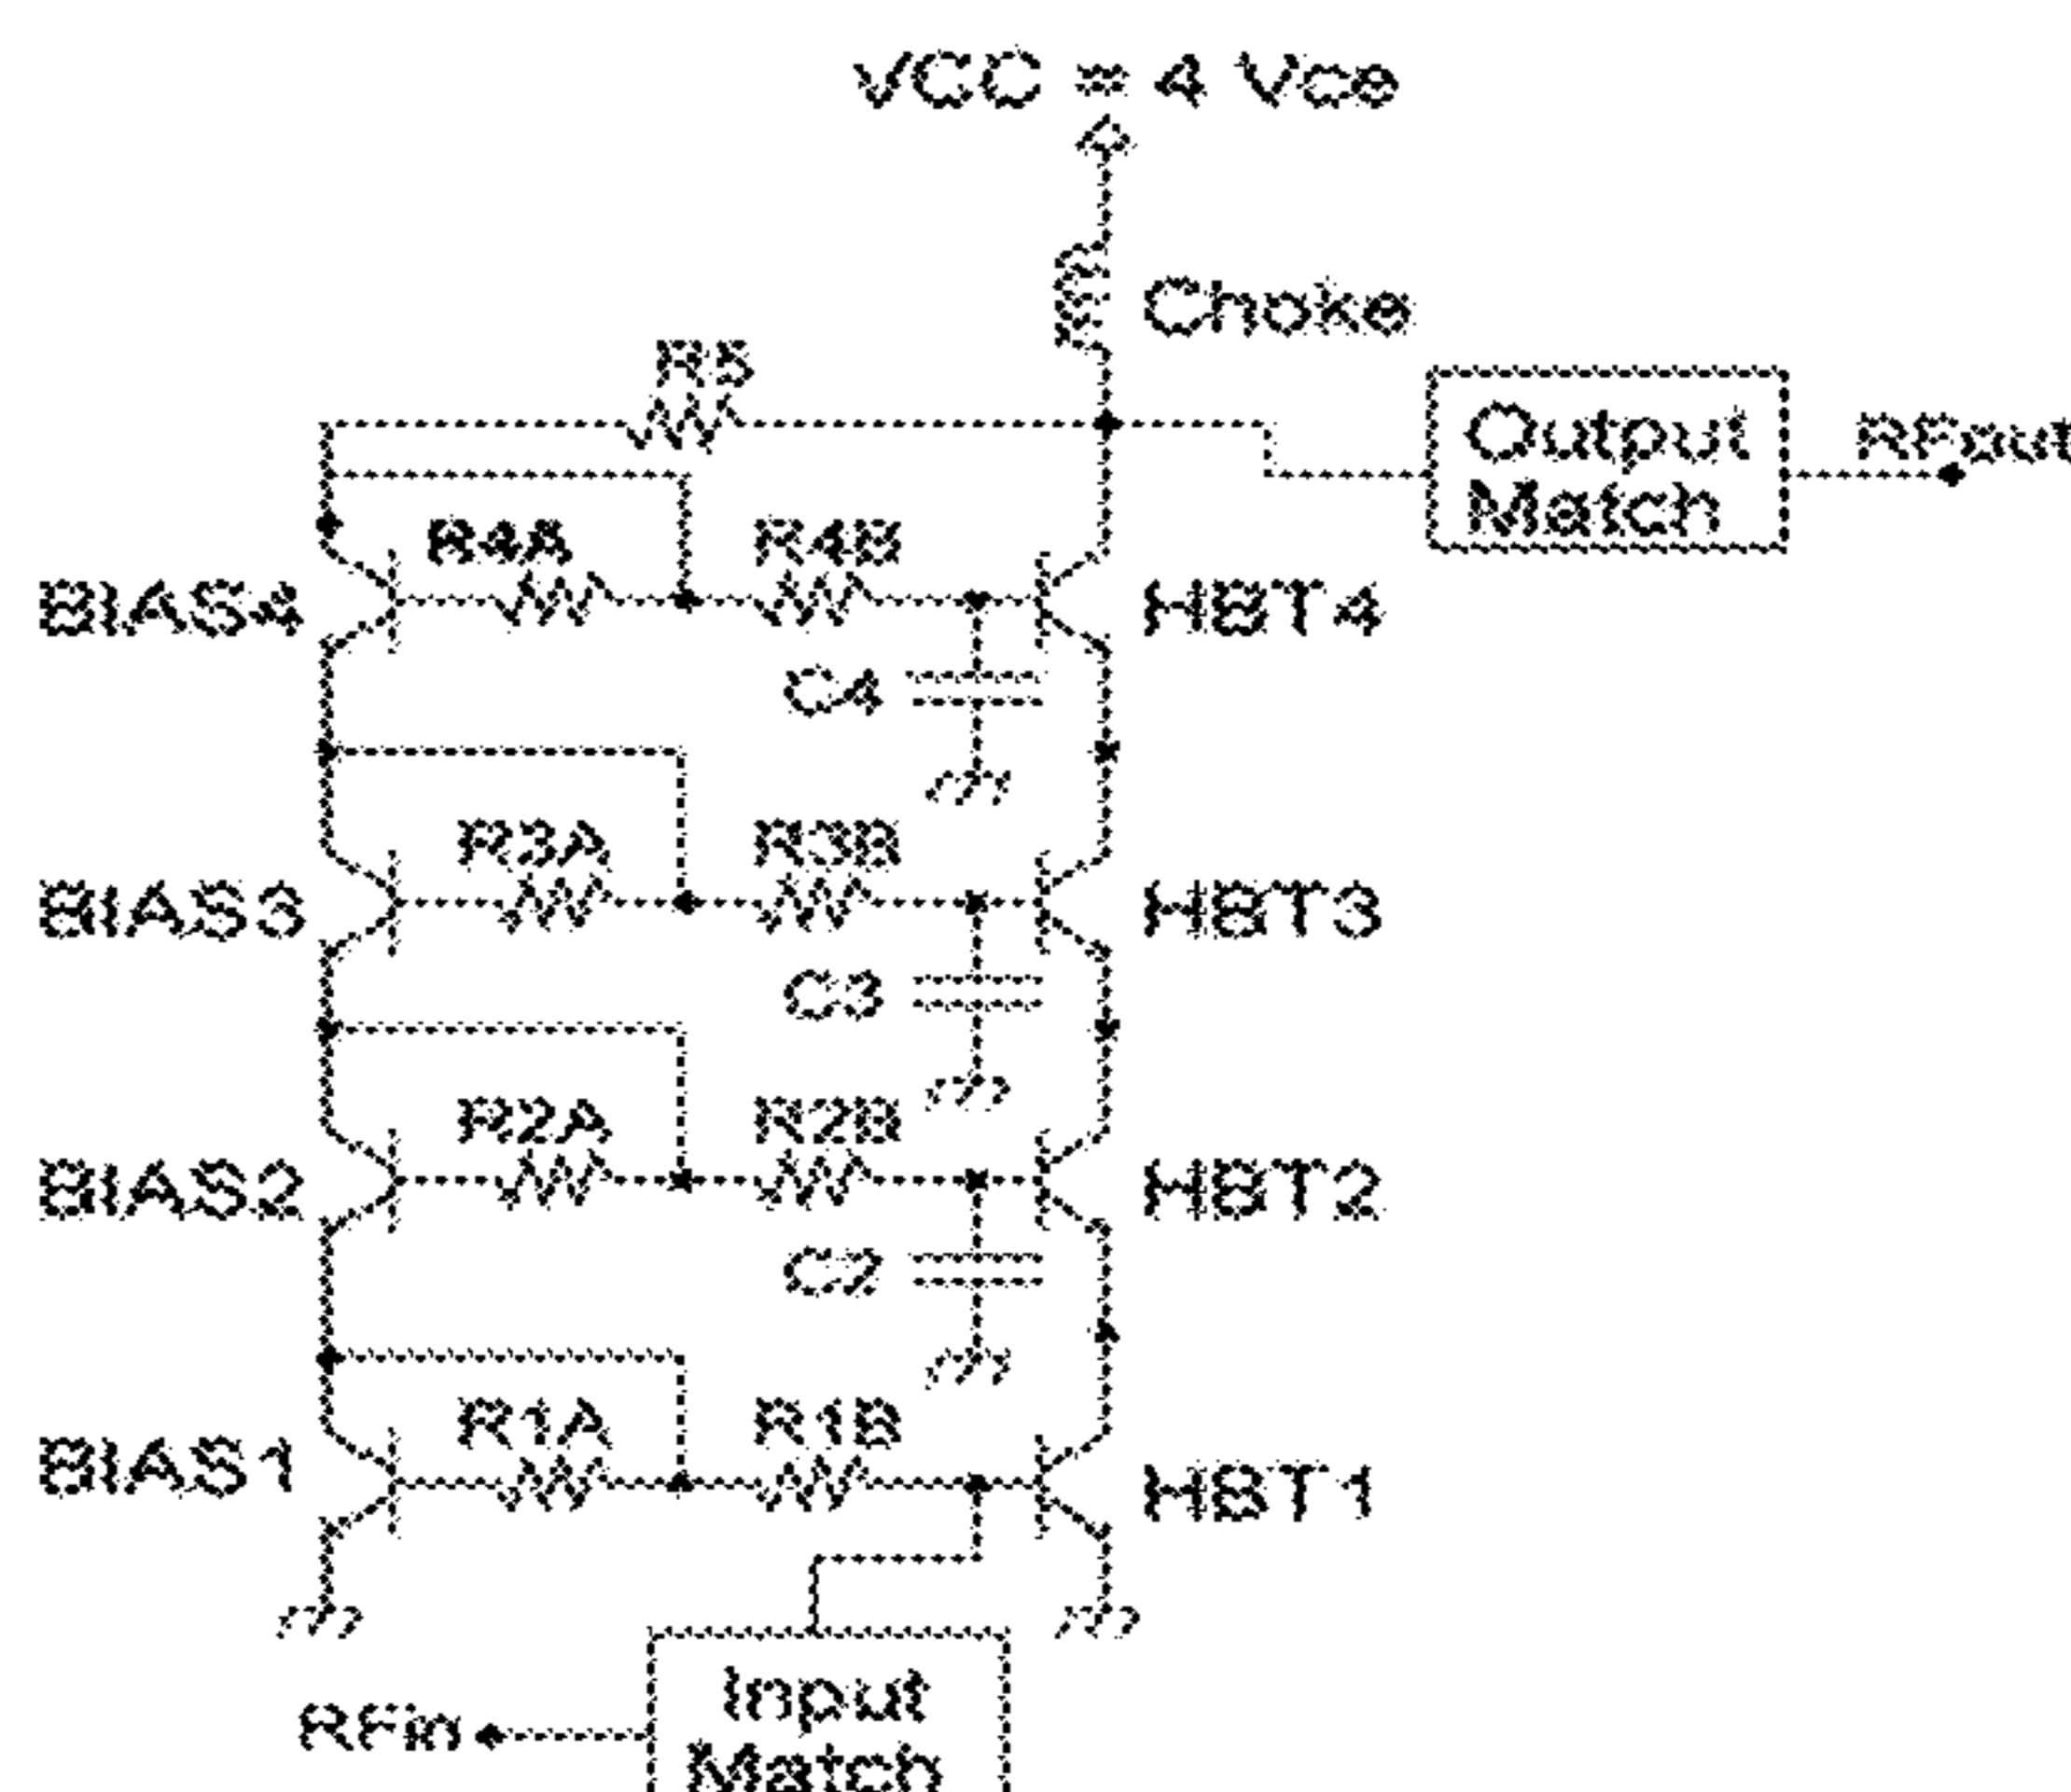 VCC = 4 Vce
Choke
R5
Output
Match
RFout
R4A
R4B
BIAS4
HBT4
C4
R3A
R3B
BIAS3
HBT3
C3
R2A
R2B
BIAS2
HBT2
C2
R1A
R1B
BIAS1
HBT1
Input
Match
RFin